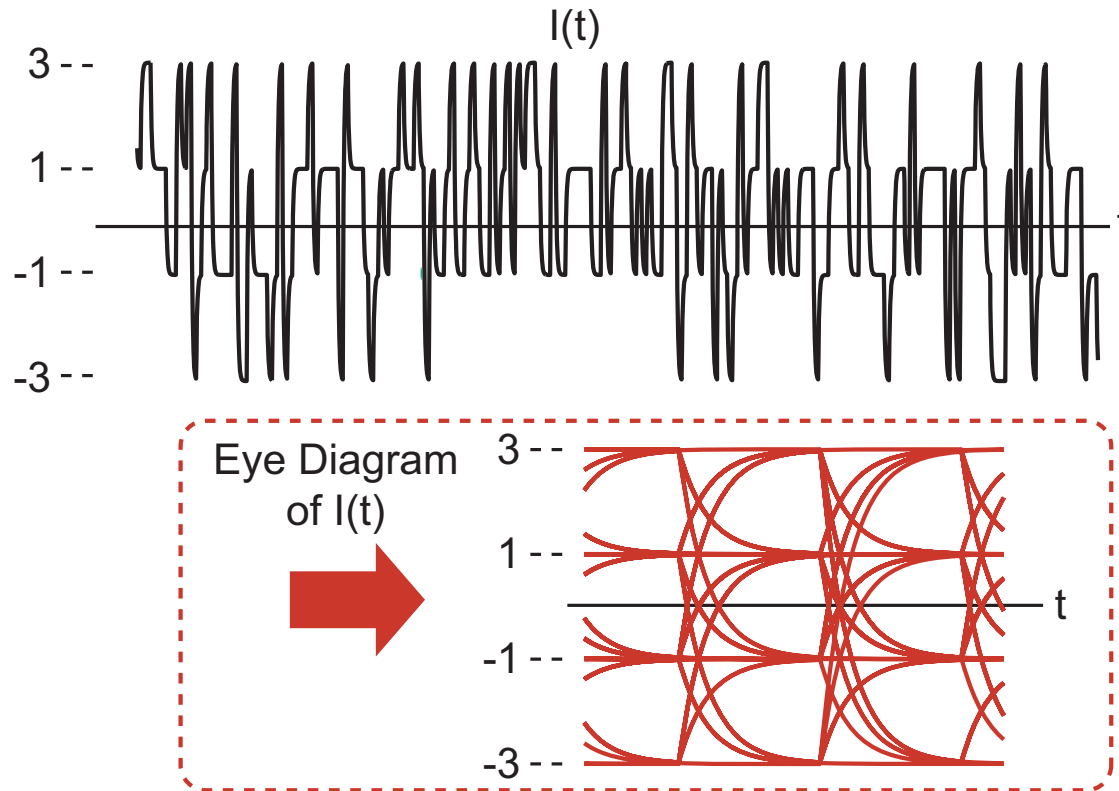 I(t)
3 - -
1 - -
-1 - -
-3 - -
Eye Diagram
of I(t)
3 - -
1 - -
t
-1 - -
-3 - -